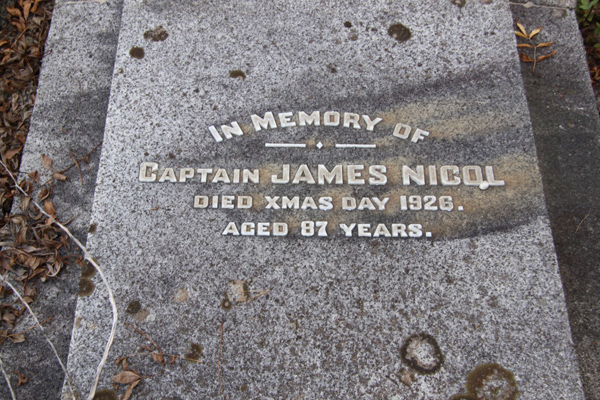 IN MEMORY OF
CAPTAIN JAMES NICOL
DIED XMAS DAY 1926.
AGED 87 YEARS.